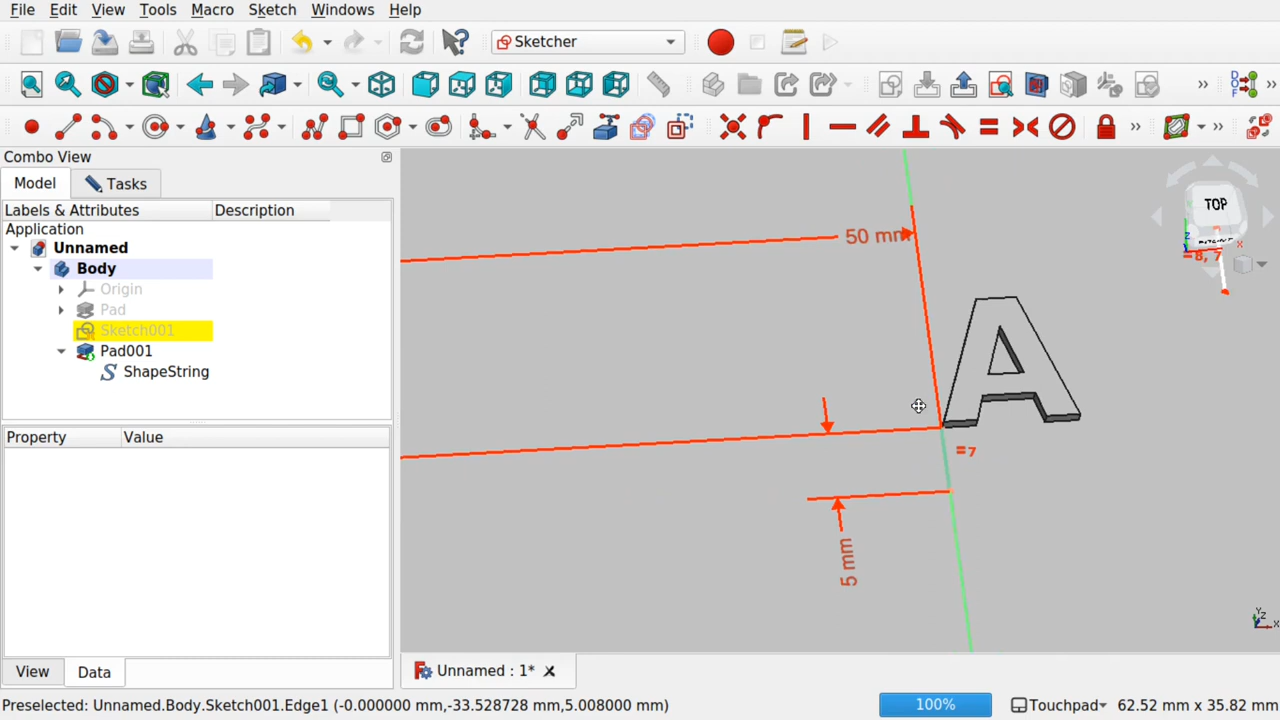 File Edit View Tools Macro Sketch Windows Help
Sketcher
Combo View
Model Tasks
Labels & Attributes Description
Application
Unnamed
Body
Origin
Pad
Sketch001
Pad001
ShapeString
Property Value
View Data
50 mm
A
=7
5 mm
TOP
=8, 7
Z
X
Y
Z
X
Unnamed : 1*
Preselected: Unnamed.Body.Sketch001.Edge1 (-0.000000 mm,-33.528728 mm,5.008000 mm)
100%
Touchpad
62.52 mm x 35.82 mm